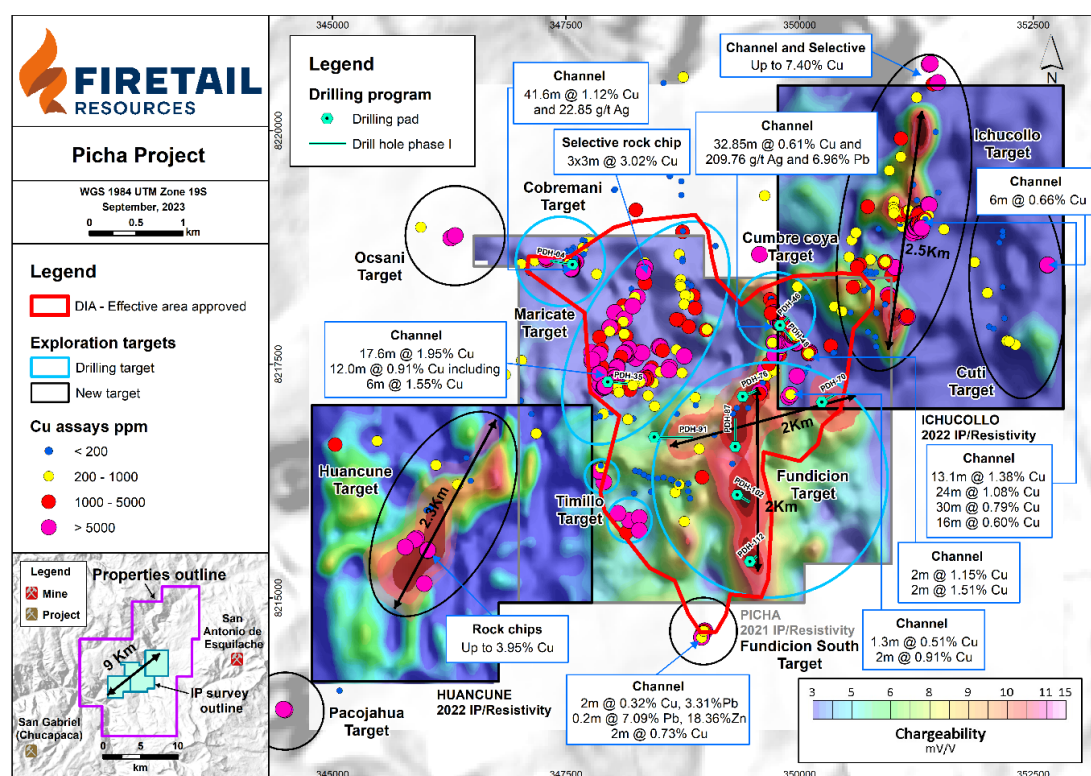 FIRETAIL
RESOURCES
Picha Project
WGS 1984 UTM Zone 19S
September, 2023
0 0.5 1
km
Legend
DIA - Effective area approved
Exploration targets
Drilling target
New target
Cu assays ppm
< 200
200 - 1000
1000 - 5000
> 5000
Legend
Mine
Project
Properties outline
San
Antonio de
Esquilache
9 Km
IP survey
outline
San Gabriel
(Chucapaca)
0 5 10
km
345000
347500
350000
352500
8220000
8217500
8215000
345000
347500
350000
352500
N
Legend
Drilling program
Drilling pad
Drill hole phase I
Channel
41.6m @ 1.12% Cu
and 22.85 g/t Ag
Selective rock chip
3x3m @ 3.02% Cu
Channel
32.85m @ 0.61% Cu and
209.76 g/t Ag and 6.96% Pb
Channel and Selective
Up to 7.40% Cu
Channel
6m @ 0.66% Cu
Ichucollo
Target
2.5Km
Cobremani
Target
PDH-04
Ocsani
Target
Cumbre coya
Target
PDH-46
PDH-48
Maricate
Target
PDH-35
Channel
17.6m @ 1.95% Cu
12.0m @ 0.91% Cu including
6m @ 1.55% Cu
Cuti
Target
ICHUCOLLO
2022 IP/Resistivity
PDH-76
PDH-70
PDH-87
PDH-91
2Km
PDH-102
2Km
PDH-112
Fundicion
Target
Huancune
Target
2.3Km
Timilio
Target
Channel
13.1m @ 1.38% Cu
24m @ 1.08% Cu
30m @ 0.79% Cu
16m @ 0.60% Cu
Channel
2m @ 1.15% Cu
2m @ 1.51% Cu
Channel
1.3m @ 0.51% Cu
2m @ 0.91% Cu
Rock chips
Up to 3.95% Cu
PICHA
2021 IP/Resistivity
Fundicion South
Target
Channel
2m @ 0.32% Cu, 3.31%Pb
0.2m @ 7.09% Pb, 18.36%Zn
2m @ 0.73% Cu
HUANCUNE
2022 IP/Resistivity
Pacojahua
Target
3 4 5 6 7 8 9 10 11 15
Chargeability
mV/V